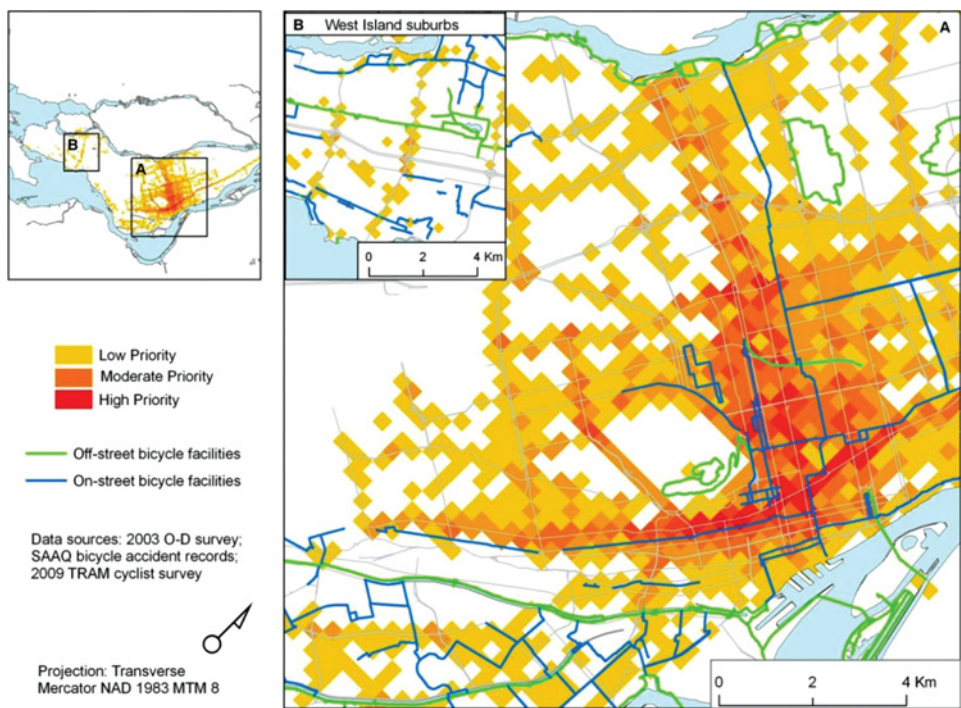 B
A
B West Island suburbs
0 2 4 Km
A
Low Priority
Moderate Priority
High Priority
Off-street bicycle facilities
On-street bicycle facilities
Data sources: 2003 O-D survey;
SAAQ bicycle accident records;
2009 TRAM cyclist survey
Projection: Transverse
Mercator NAD 1983 MTM 8
0 2 4 Km